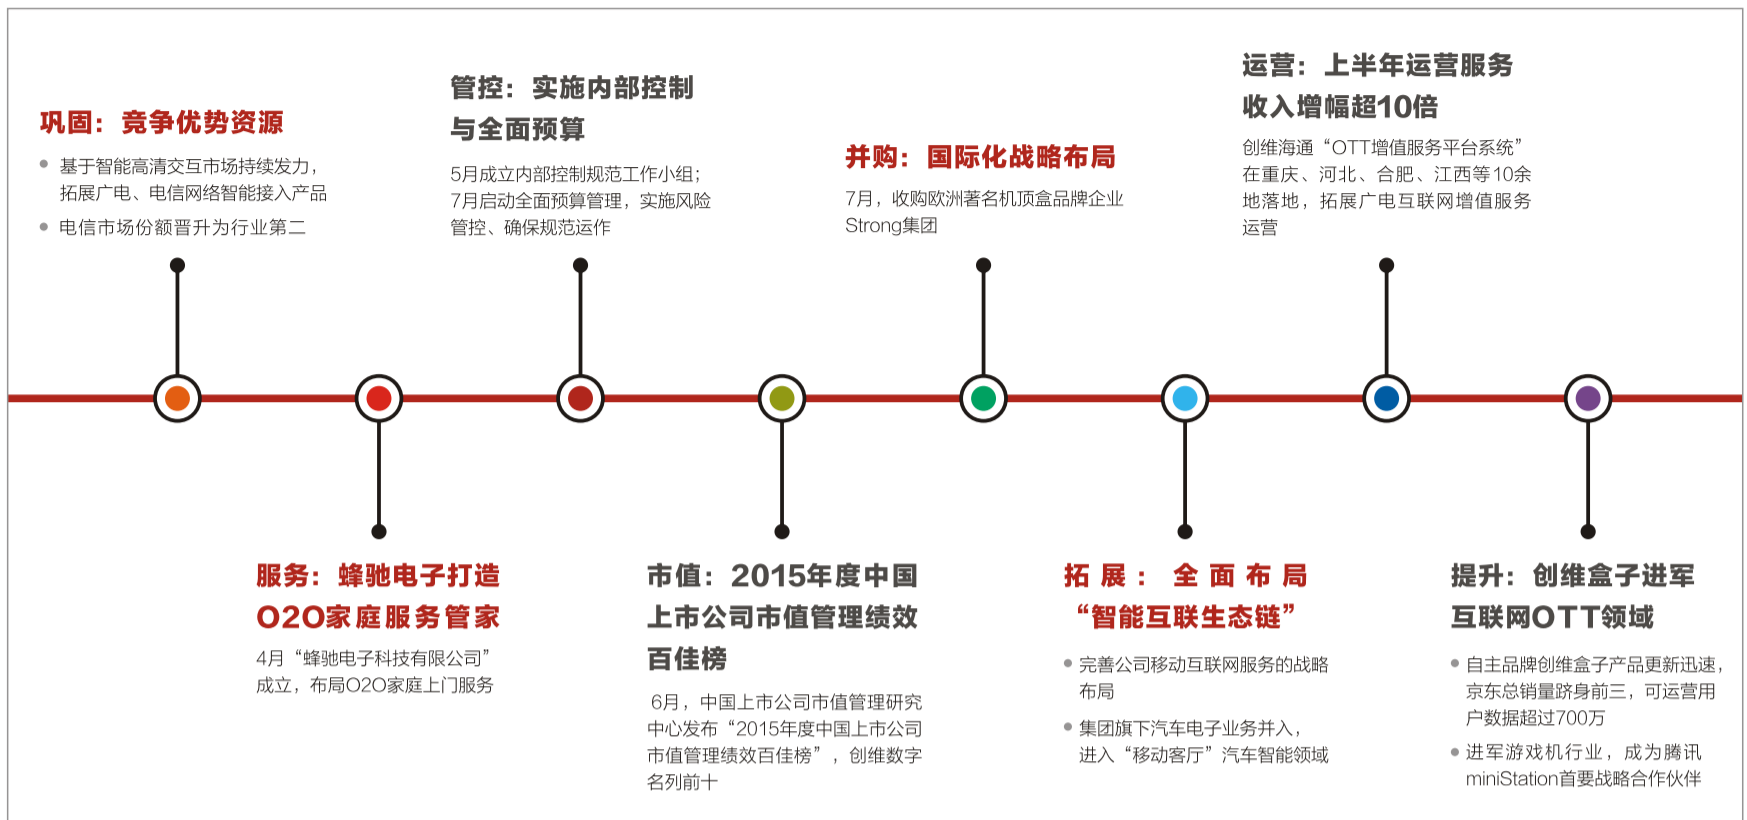 巩固：竞争优势资源
基于智能高清交互市场持续发力，
拓展广电、电信网络智能接入产品
电信市场份额晋升为行业第二
管控：实施内部控制
与全面预算
5月成立内部控制规范工作小组；
7月启动全面预算管理，实施风险
管控、确保规范运作
并购：国际化战略布局
7月，收购欧洲著名机顶盒品牌企业
Strong集团
运营：上半年运营服务
收入增幅超10倍
创维海通“OTT增值服务平台系统”
在重庆、河北、合肥、江西等10余
地落地，拓展广电互联网增值服务
运营
服务：蜂驰电子打造
O2O家庭服务管家
4月“蜂驰电子科技有限公司”
成立，布局O2O家庭上门服务
市值：2015年度中国
上市公司市值管理绩效
百佳榜
6月，中国上市公司市值管理研究
中心发布“2015年度中国上市公司
市值管理绩效百佳榜”，创维数字
名列前十
拓展：全面布局
“智能互联生态链”
完善公司移动互联网服务的战略
布局
集团旗下汽车电子业务并入，
进入“移动客厅”汽车智能领域
提升：创维盒子进军
互联网OTT领域
自主品牌创维盒子产品更新迅速，
京东总销量跻身前三，可运营用
户数据超过700万
进军游戏机行业，成为腾讯
miniStation首要战略合作伙伴